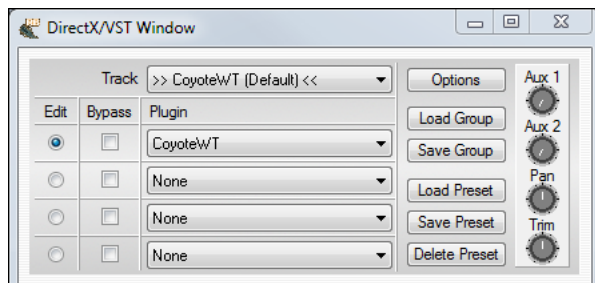 DirectX/VST Window
Track >> CoyoteWT (Default) << Options Aux 1
Edit Bypass Plugin Load Group Aux 2
CoyoteWT Save Group
None Load Preset Pan
None Save Preset Trim
None Delete Preset